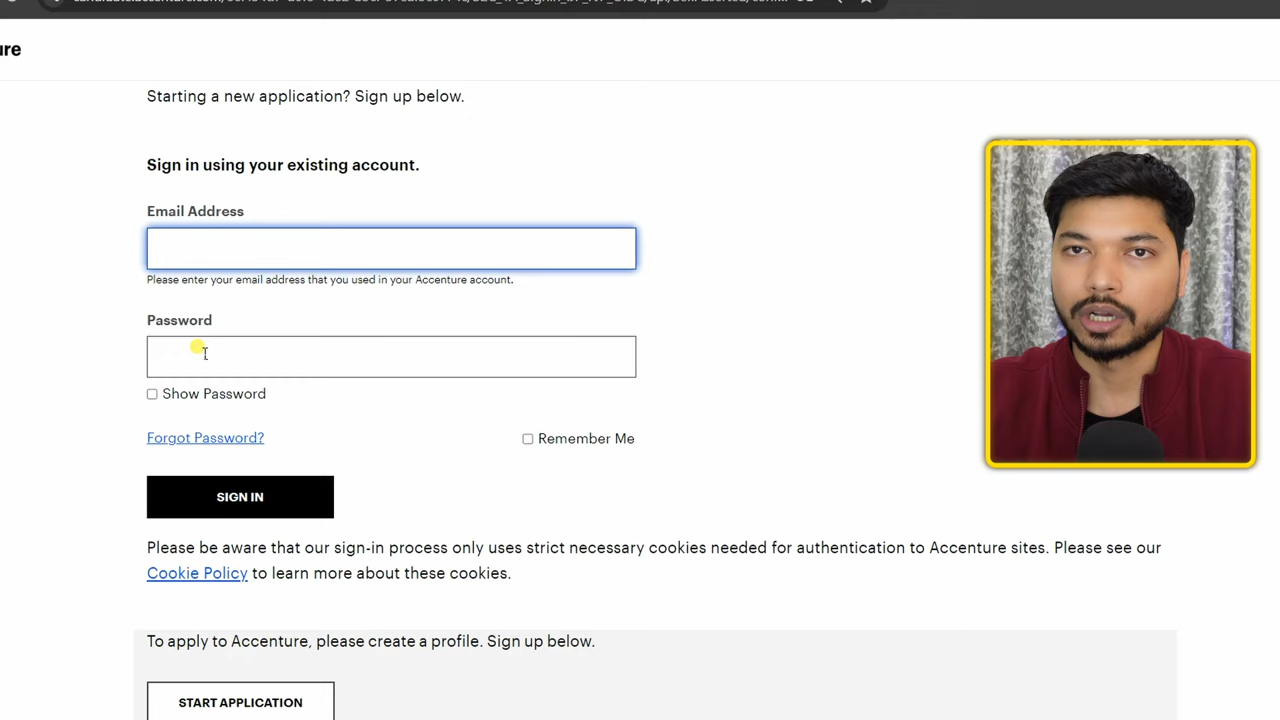 ure
Starting a new application? Sign up below.
Sign in using your existing account.
Email Address
Please enter your email address that you used in your Accenture account.
Password
Show Password
Forgot Password?
Remember Me
SIGN IN
Please be aware that our sign-in process only uses strict necessary cookies needed for authentication to Accenture sites. Please see our
Cookie Policy to learn more about these cookies.
To apply to Accenture, please create a profile. Sign up below.
START APPLICATION